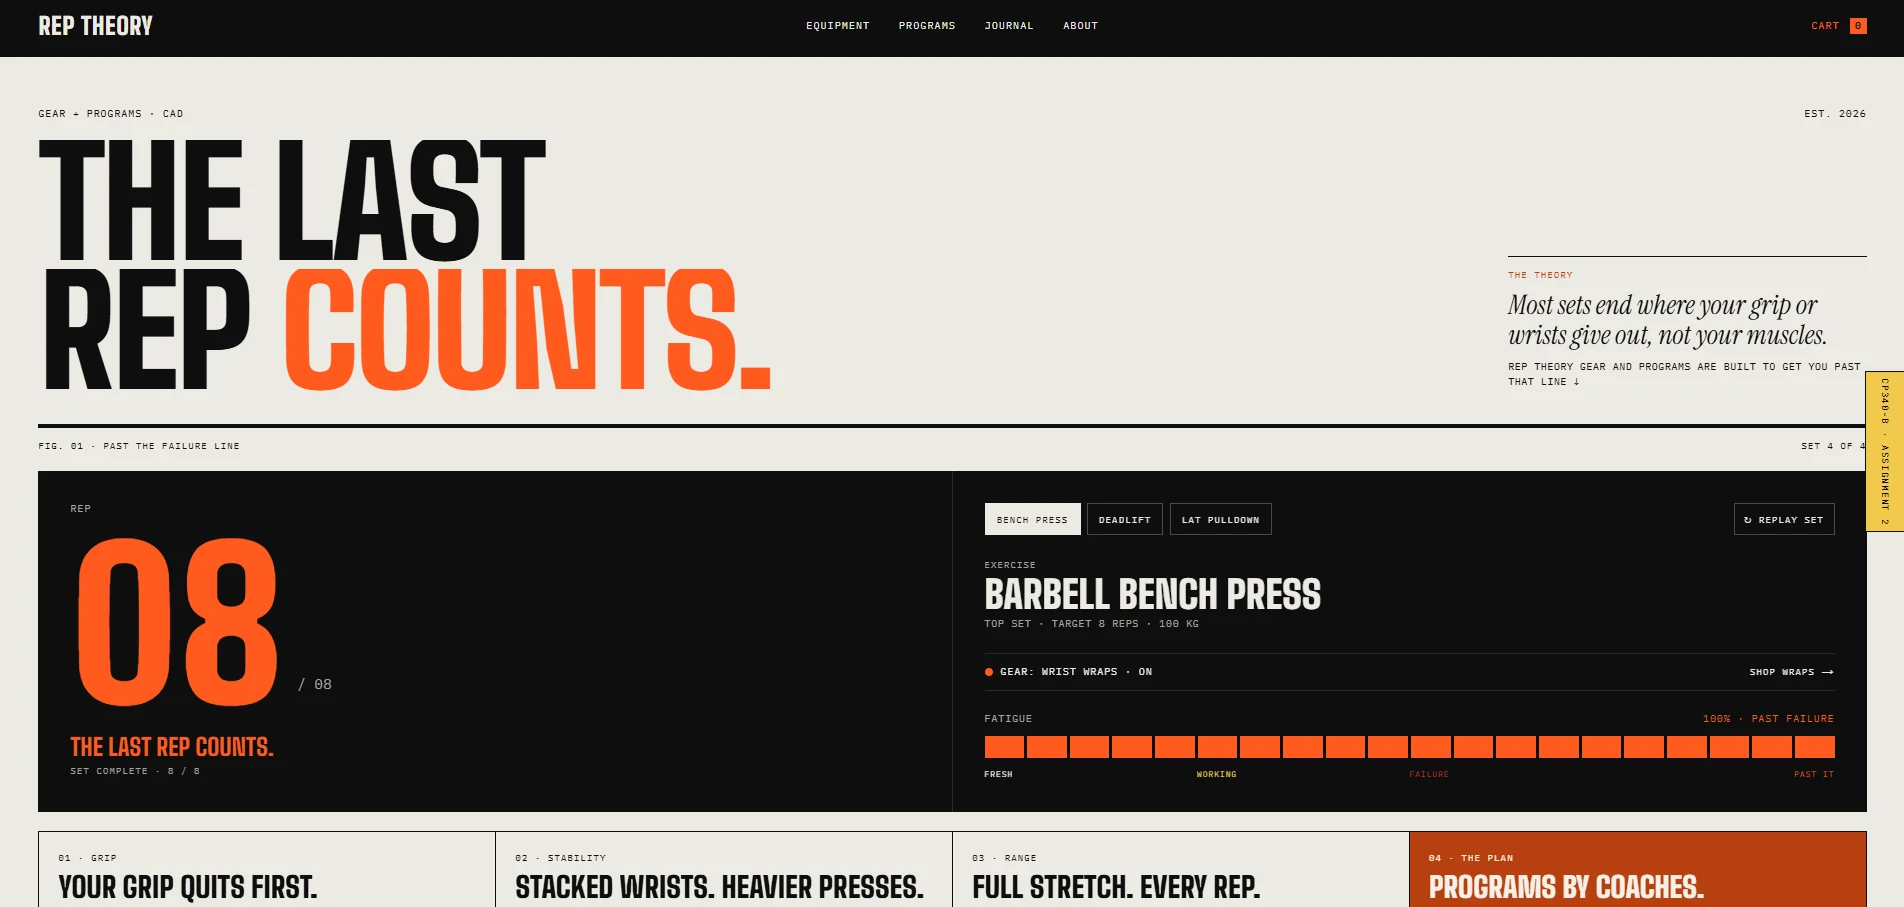 REP THEORY
EQUIPMENT PROGRAMS JOURNAL ABOUT
CART 0
GEAR + PROGRAMS · CAD
EST. 2026
THE LAST
REP COUNTS.
THE THEORY
Most sets end where your grip or
wrists give out, not your muscles.
REP THEORY GEAR AND PROGRAMS ARE BUILT TO GET YOU PAST
THAT LINE ↓
CP340-B · ASSIGNMENT 2
FIG. 01 · PAST THE FAILURE LINE
SET 4 OF 4
REP
08 / 08
THE LAST REP COUNTS.
SET COMPLETE · 8 / 8
BENCH PRESS DEADLIFT LAT PULLDOWN
↻ REPLAY SET
EXERCISE
BARBELL BENCH PRESS
TOP SET · TARGET 8 REPS · 100 KG
GEAR: WRIST WRAPS · ON
SHOP WRAPS →
FATIGUE
100% · PAST FAILURE
FRESH WORKING FAILURE PAST IT
01 · GRIP
YOUR GRIP QUITS FIRST.
02 · STABILITY
STACKED WRISTS. HEAVIER PRESSES.
03 · RANGE
FULL STRETCH. EVERY REP.
04 · THE PLAN
PROGRAMS BY COACHES.